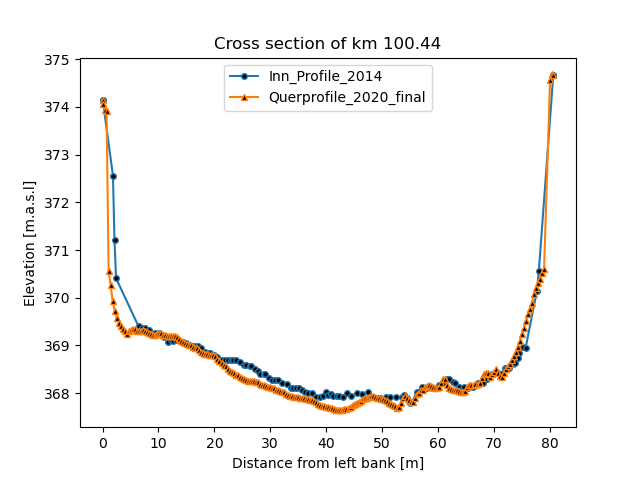 Cross section of km 100.44
Inn_Profile_2014
Querprofile_2020_final
Elevation [m.a.s.l]
375
374
373
372
371
370
369
368
0 10 20 30 40 50 60 70 80
Distance from left bank [m]